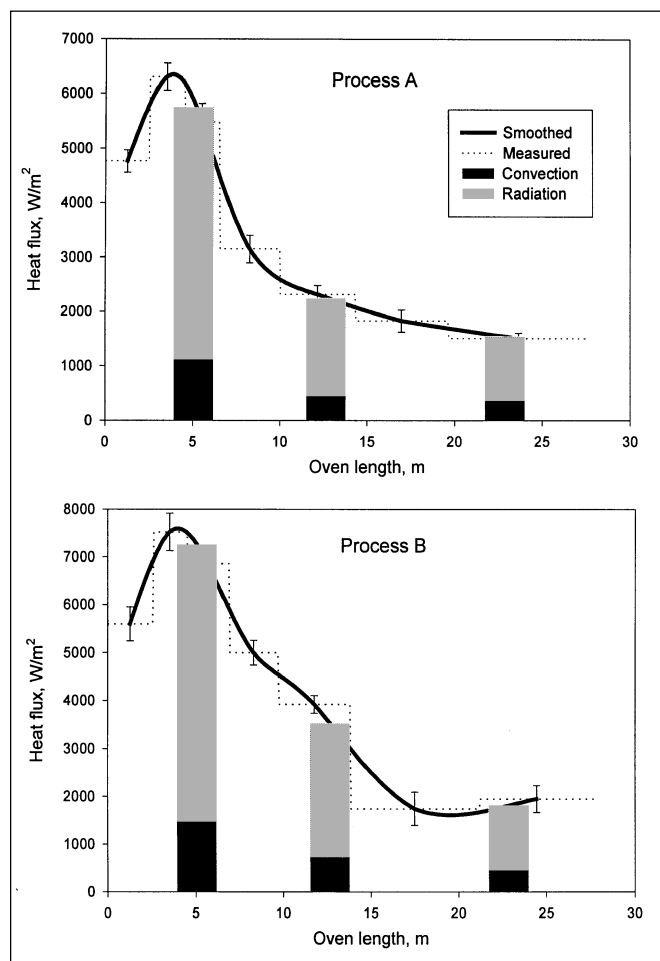 Process A
Heat flux, W/m²
7000
6000
5000
4000
3000
2000
1000
0
Smoothed
Measured
Convection
Radiation
0 5 10 15 20 25 30
Oven length, m
Process B
Heat flux, W/m²
8000
7000
6000
5000
4000
3000
2000
1000
0
0 5 10 15 20 25 30
Oven length, m